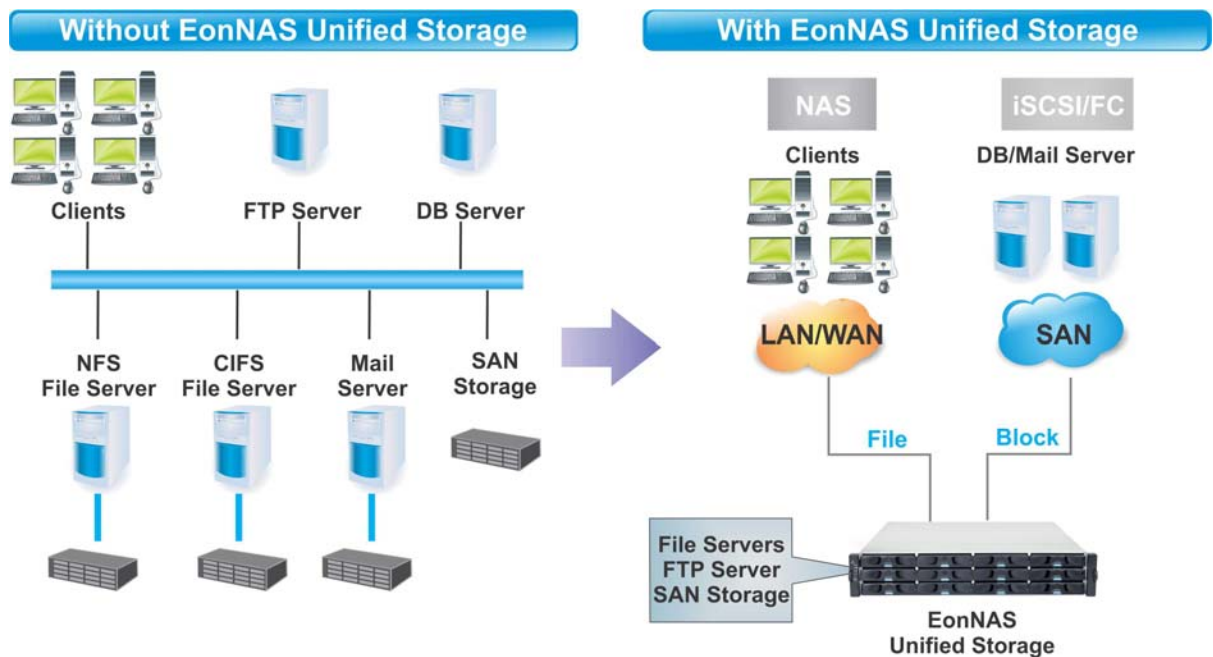 Without EonNAS Unified Storage
Clients
FTP Server
DB Server
NFS
File Server
CIFS
File Server
Mail
Server
SAN
Storage
With EonNAS Unified Storage
NAS
iSCSI/FC
Clients
DB/Mail Server
LAN/WAN
SAN
File
Block
File Servers
FTP Server
SAN Storage
EonNAS
Unified Storage